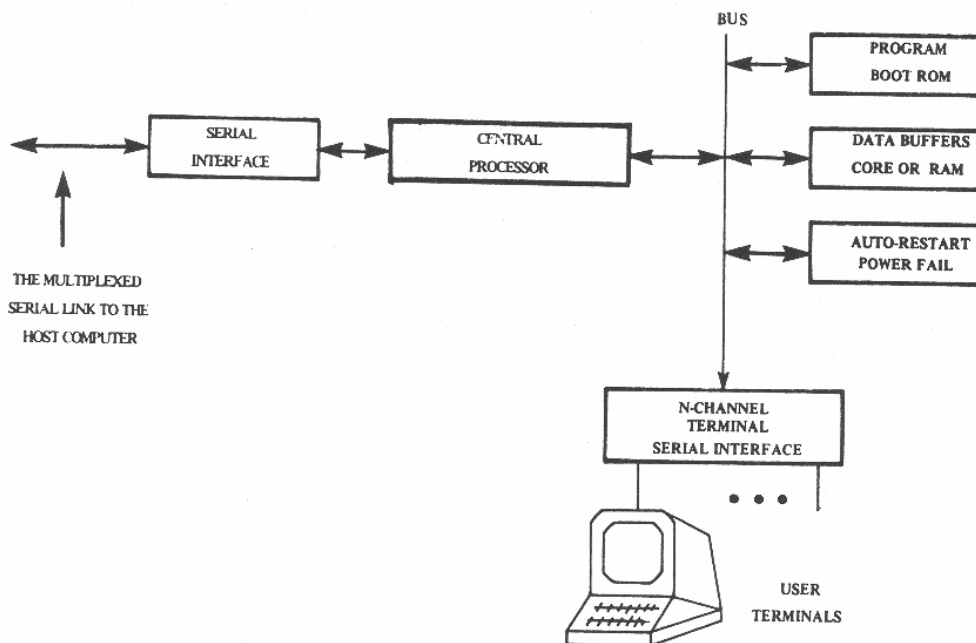 BUS
PROGRAM
BOOT ROM
SERIAL
INTERFACE
CENTRAL
PROCESSOR
DATA BUFFERS
CORE OR RAM
AUTO-RESTART
POWER FAIL
THE MULTIPLEXED
SERIAL LINK TO THE
HOST COMPUTER
N-CHANNEL
TERMINAL
SERIAL INTERFACE
USER
TERMINALS